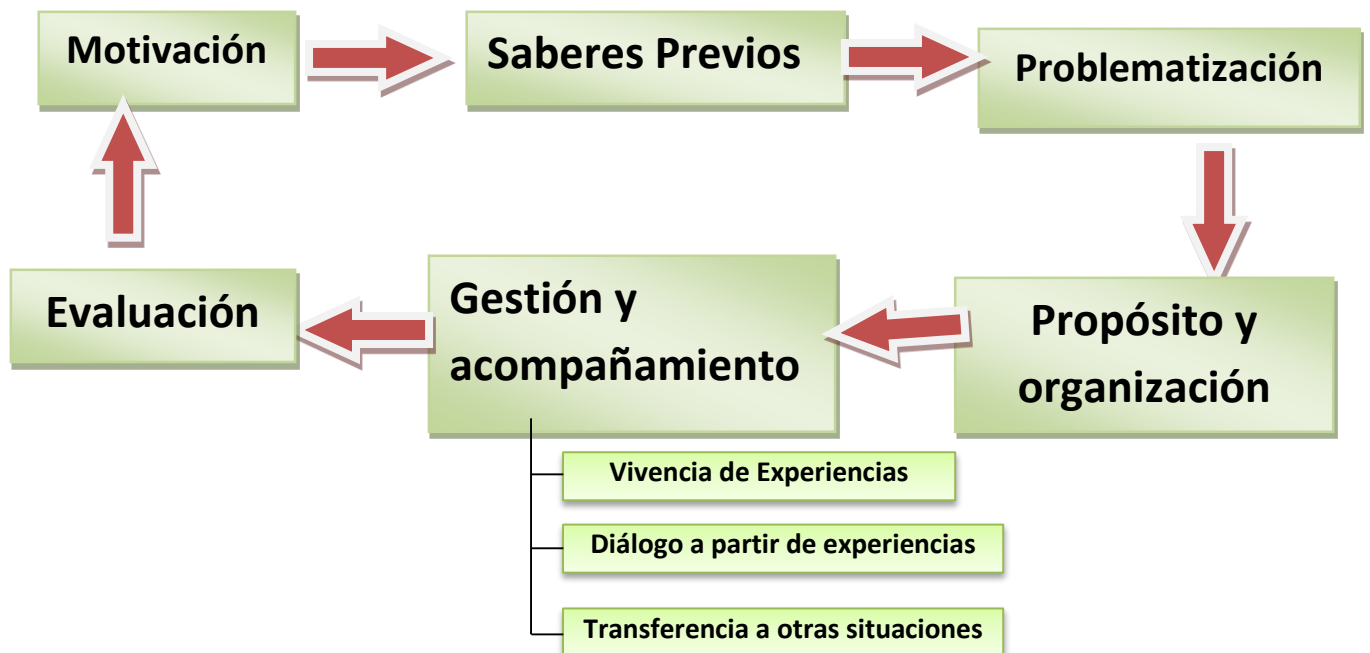 Motivación
Saberes Previos
Problematización
Propósito y
organización
Gestión y
acompañamiento
Evaluación
Vivencia de Experiencias
Diálogo a partir de experiencias
Transferencia a otras situaciones